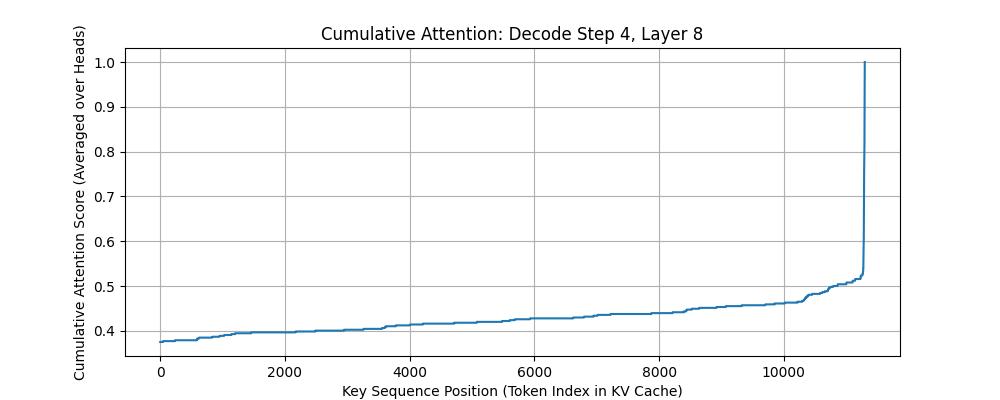 Cumulative Attention: Decode Step 4, Layer 8
Cumulative Attention Score (Averaged over Heads)
1.0
0.9
0.8
0.7
0.6
0.5
0.4
0 2000 4000 6000 8000 10000
Key Sequence Position (Token Index in KV Cache)